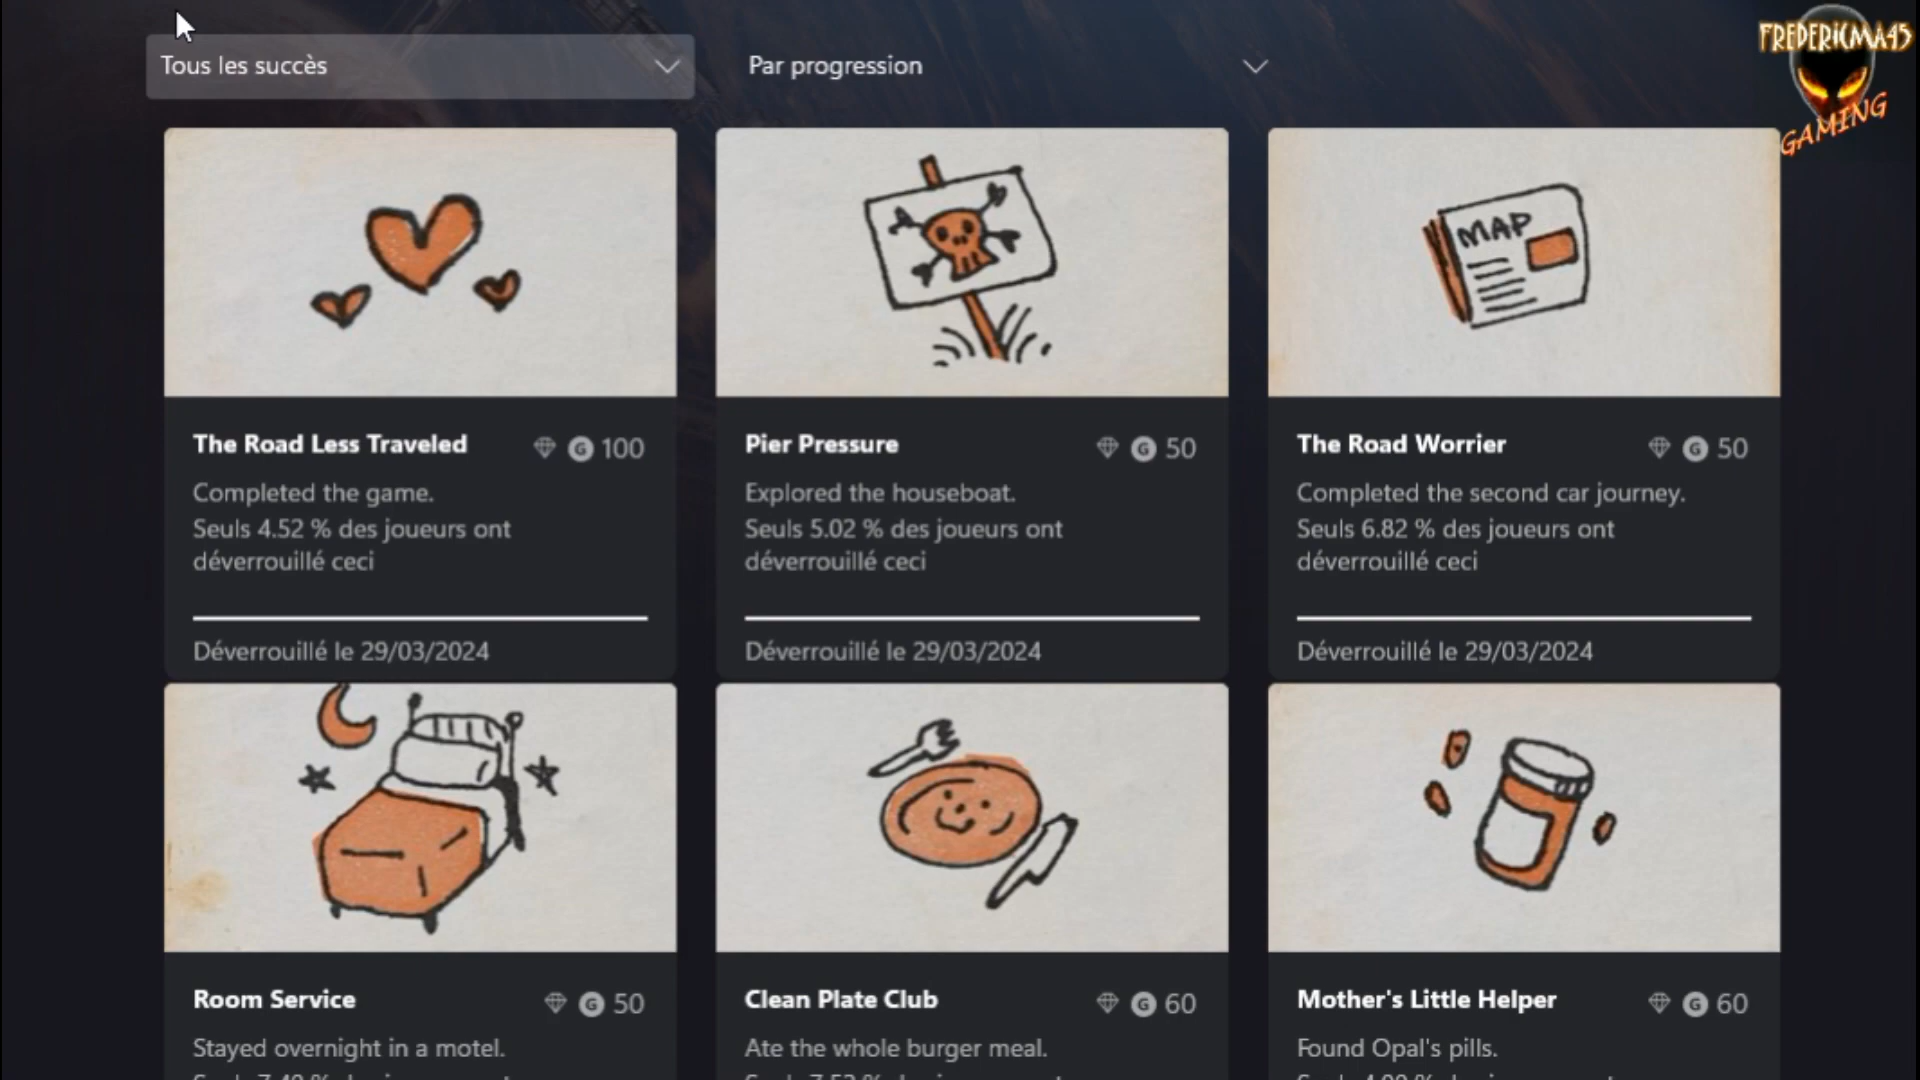 Tous les succès
Par progression
FREDERICMA45
GAMING
MAP
The Road Less Traveled
100
Pier Pressure
50
The Road Worrier
50
Completed the game.
Seuls 4.52 % des joueurs ont
déverrouillé ceci
Explored the houseboat.
Seuls 5.02 % des joueurs ont
déverrouillé ceci
Completed the second car journey.
Seuls 6.82 % des joueurs ont
déverrouillé ceci
Déverrouillé le 29/03/2024
Déverrouillé le 29/03/2024
Déverrouillé le 29/03/2024
Room Service
50
Clean Plate Club
60
Mother's Little Helper
60
Stayed overnight in a motel.
Ate the whole burger meal.
Found Opal's pills.